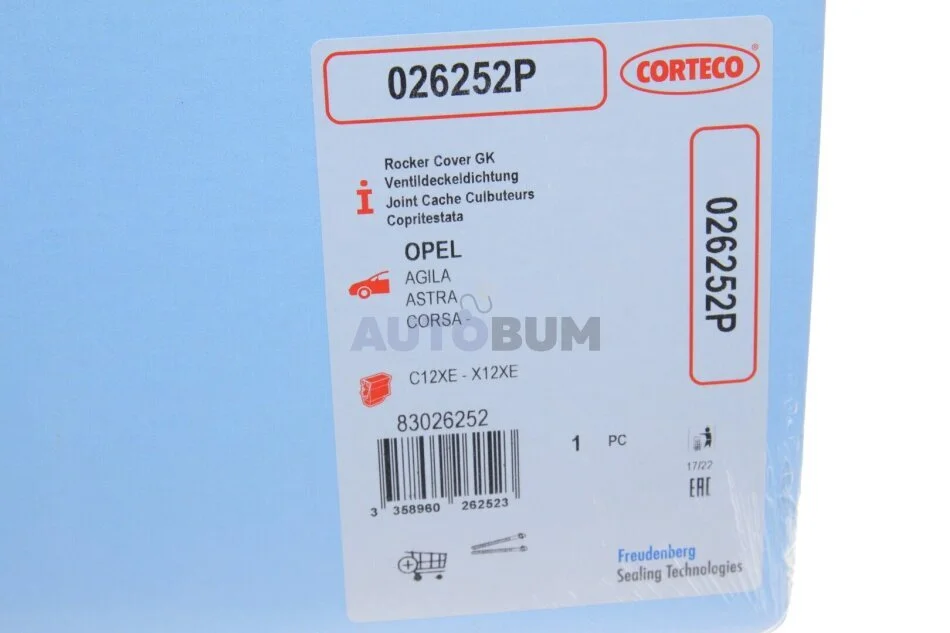 026252P
CORTECO®
Rocker Cover GK
Ventildeckeldichtung
Joint Cache Culbuteurs
Copritestata
026252P
OPEL
AGILA
ASTRA
CORSA -
AUTOBUM
C12XE - X12XE
83026252
1 PC
3 358960 262523
17/22
EAC
Freudenberg
Sealing Technologies